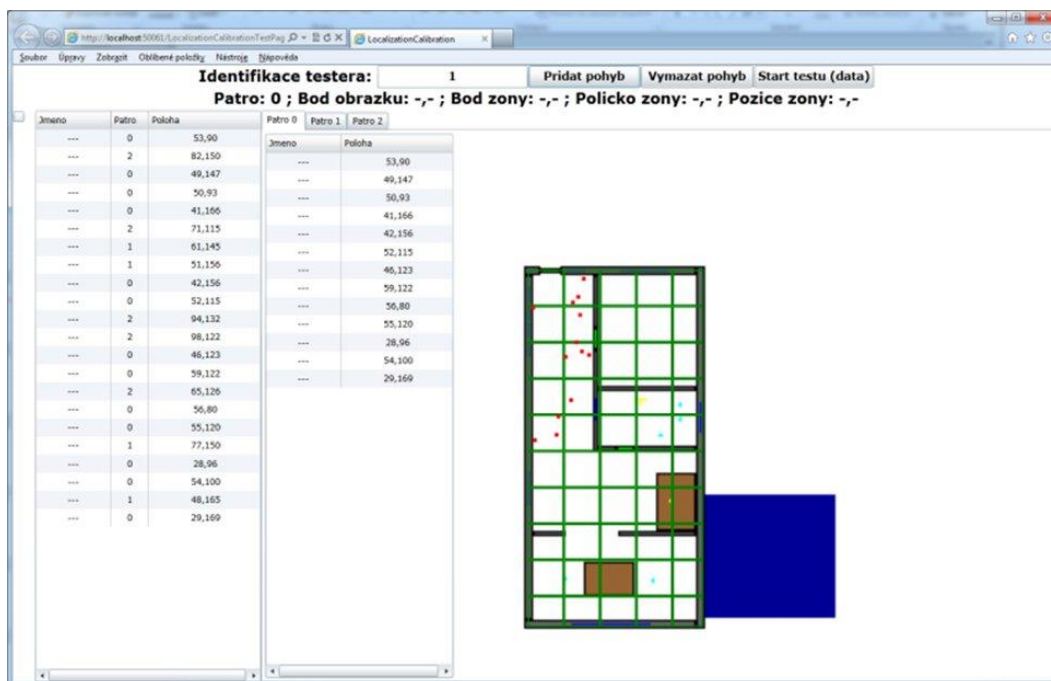 http://localhost:50061/LocalizationCalibrationTestPag
LocalizationCalibration
Soubor Úpravy Zobrazit Oblíbené položky Nástroje Nápověda
Identifikace testera: 1 Pridat pohyb Vymazat pohyb Start testu (data)
Patro: 0 ; Bod obrazku: -,- ; Bod zony: -,- ; Policko zony: -,- ; Pozice zony: -,-
Jmeno Patro Poloha
--- 0 53,90
--- 2 82,150
--- 0 49,147
--- 0 50,93
--- 0 41,166
--- 2 71,115
--- 1 61,145
--- 1 51,156
--- 0 42,156
--- 0 52,115
--- 2 94,132
--- 2 98,122
--- 0 46,123
--- 0 59,122
--- 2 65,126
--- 0 56,80
--- 0 55,120
--- 1 77,150
--- 0 28,96
--- 0 54,100
--- 1 48,165
--- 0 29,169
Patro 0 Patro 1 Patro 2
Jmeno Poloha
--- 53,90
--- 49,147
--- 50,93
--- 41,166
--- 42,156
--- 52,115
--- 46,123
--- 59,122
--- 56,80
--- 55,120
--- 28,96
--- 54,100
--- 29,169